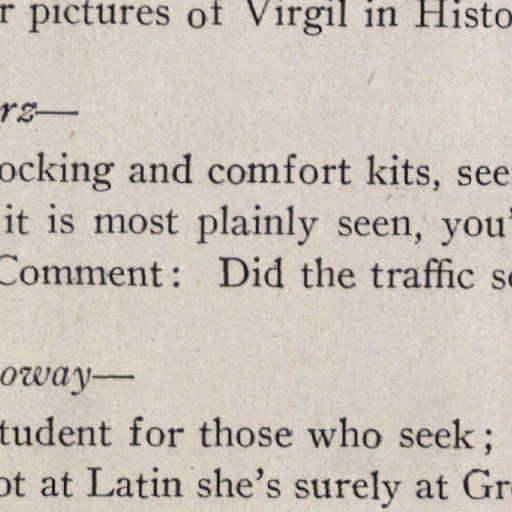 r pictures of Virgil in Histo
rz—
ocking and comfort kits, see
it is most plainly seen, you'
Comment: Did the traffic s
oway—
tudent for those who seek;
ot at Latin she's surely at Gr